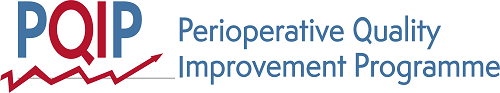 PQIP
Perioperative Quality
Improvement Programme